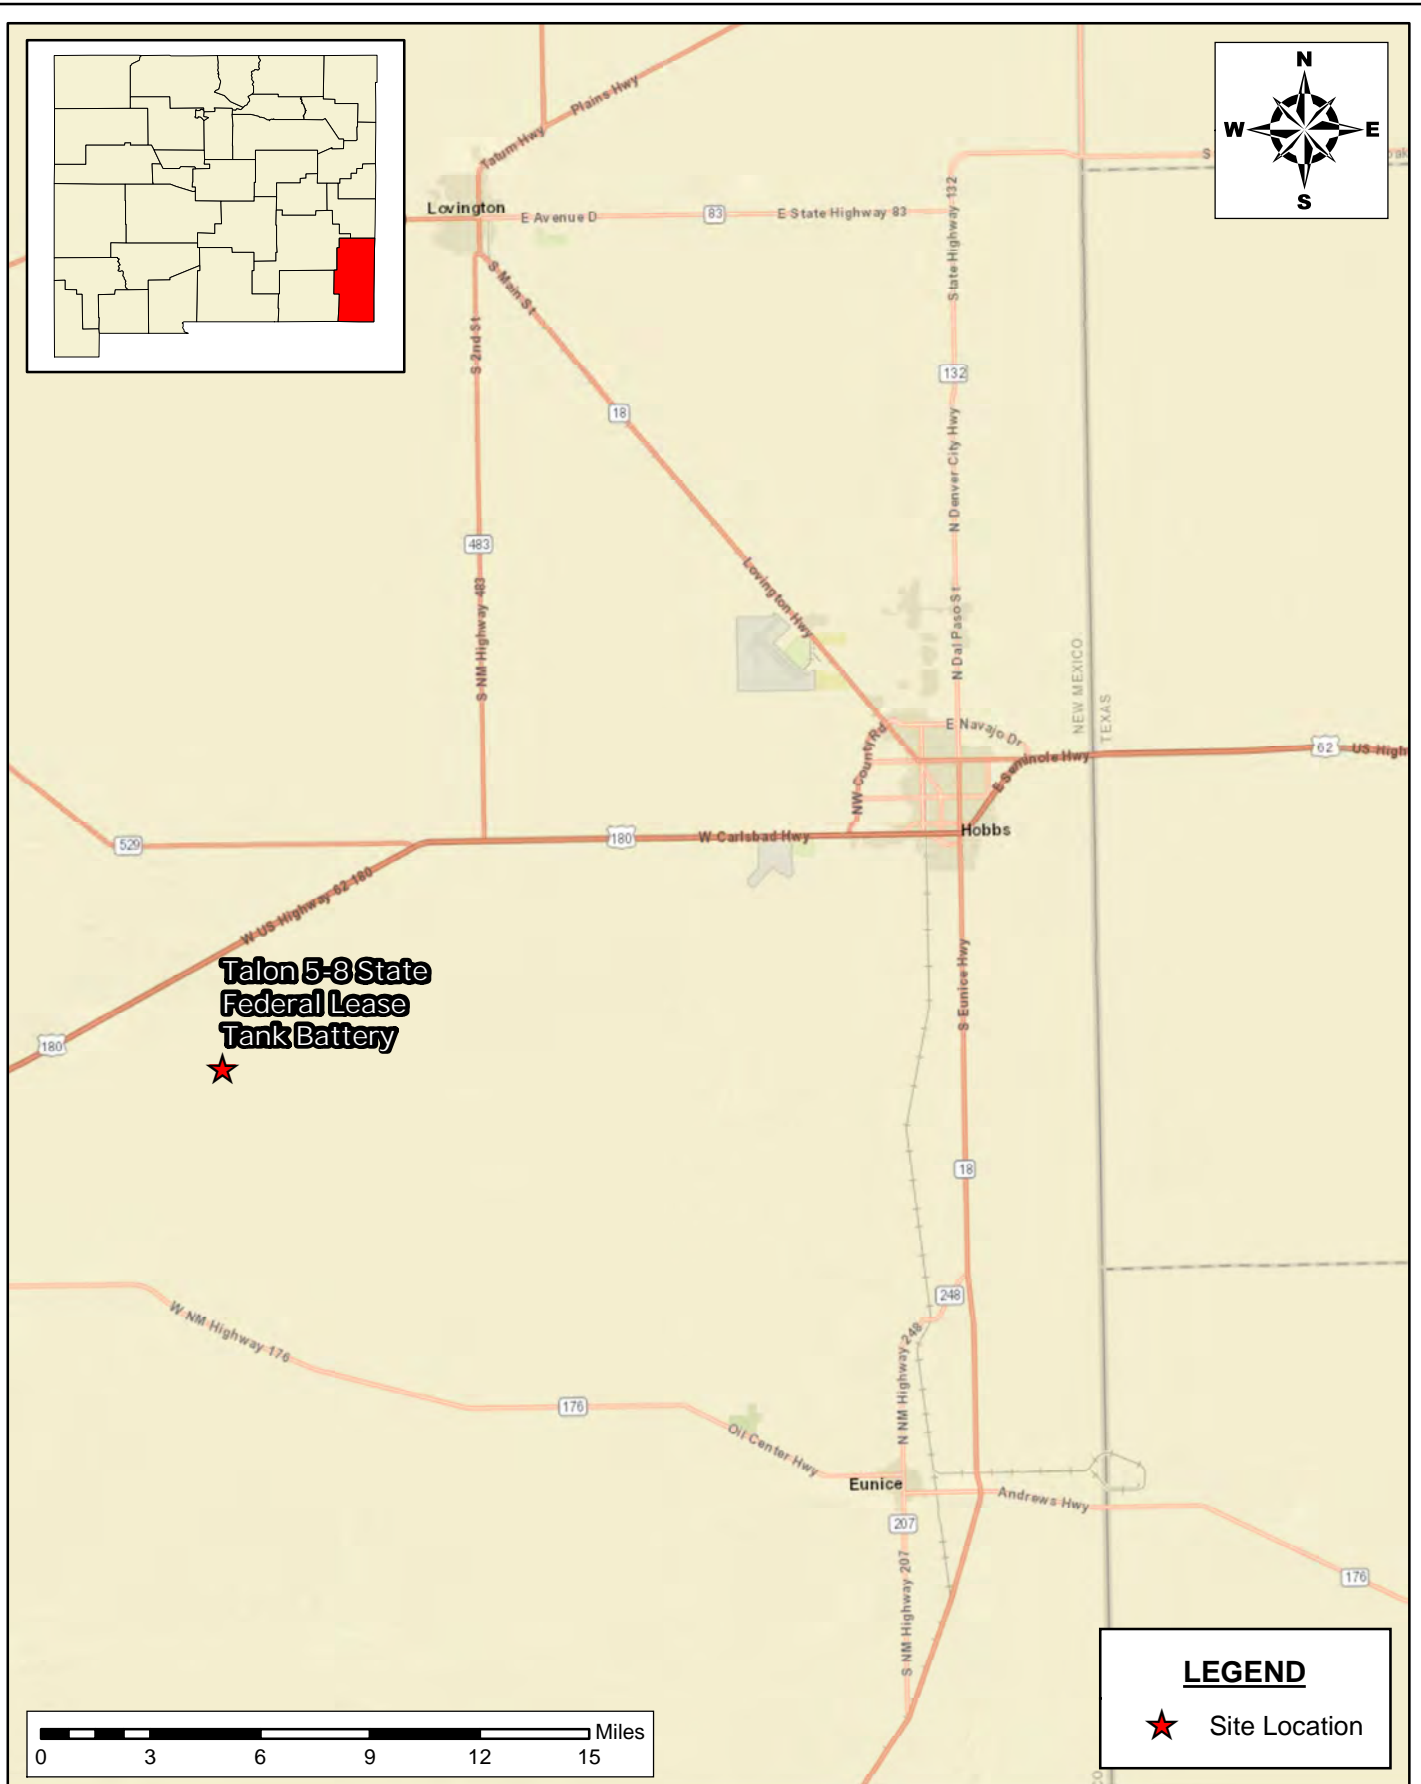 N
W
E
S
Plains Hwy
Tatum Hwy
Lovington
E Avenue D
83
E State Highway 83
State Highway 132
S
S Main St
S 2nd St
132
18
N Denver City Hwy
483
Lovington Hwy
S NM Highway 483
N Dal Paso St
NEW MEXICO
TEXAS
E Navajo Dr
NW County Rd
E Seminole Hwy
62
US High
529
180
W Carlsbad Hwy
Hobbs
W US Highway 62 180
Talon 5-8 State
Federal Lease
Tank Battery
180
S Eunice Hwy
18
248
W NM Highway 176
N NM Highway 248
176
Oil Center Hwy
Eunice
Andrews Hwy
207
S NM Highway 207
176
LEGEND
Site Location
Miles
0 3 6 9 12 15